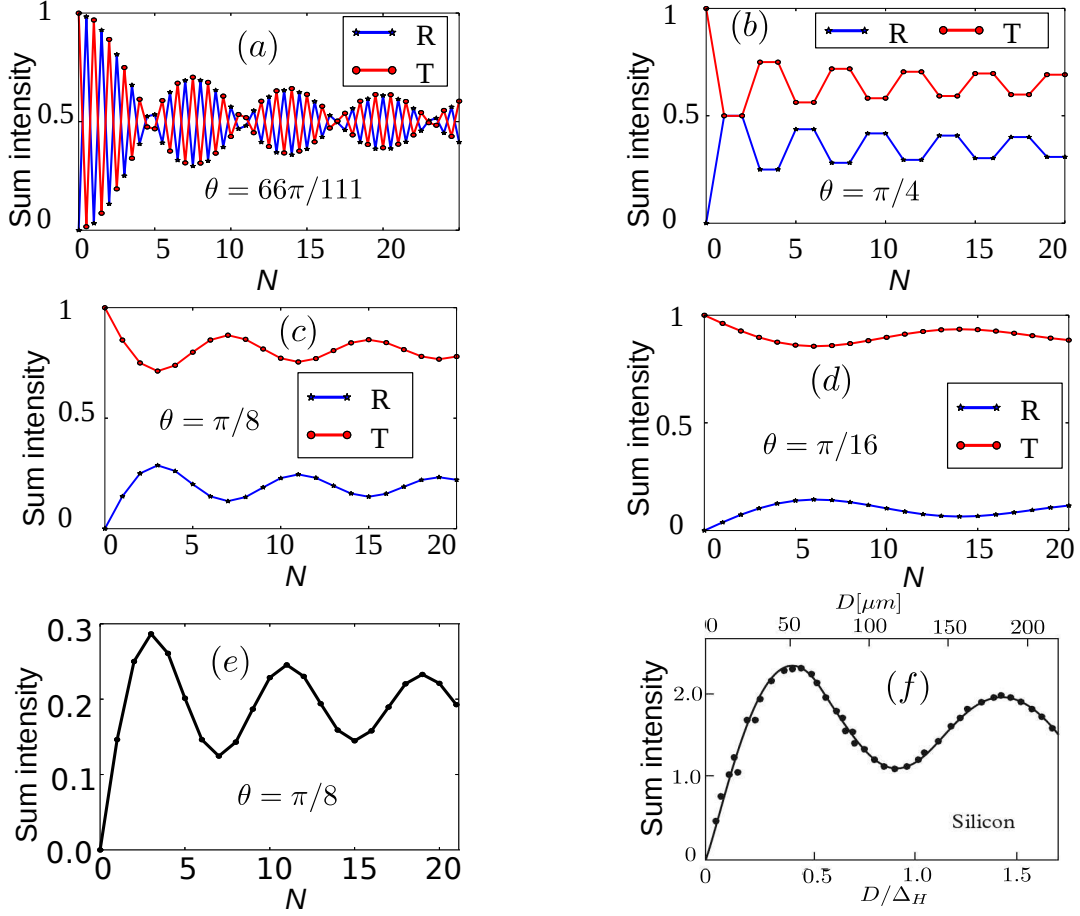 1
0.5
0
Sum intensity
(a)
R
T
θ = 66π/111
0 5 10 15 20
N
1
0.5
0
Sum intensity
(b)
R T
θ = π/4
0 5 10 15 20
N
1
0.5
0
Sum intensity
(c)
θ = π/8
R
T
0 5 10 15 20
N
1
0.5
0
Sum intensity
(d)
θ = π/16
R
T
0 5 10 15 20
N
0.3
0.2
0.1
0.0
Sum intensity
(e)
θ = π/8
0 5 10 15 20
N
D[μm]
0 50 100 150 200
2.0
1.0
0
Sum intensity
(f)
Silicon
0 0.5 1.0 1.5
D/Δ_H